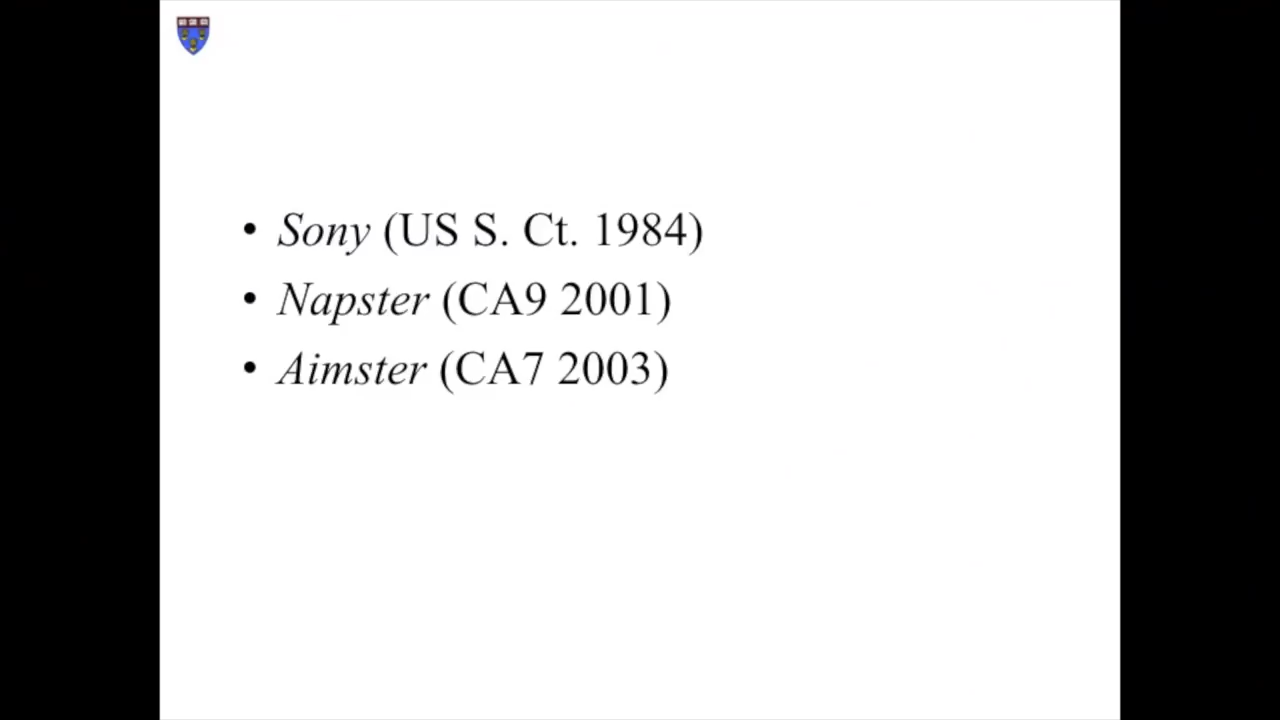 • Sony (US S. Ct. 1984)
• Napster (CA9 2001)
• Aimster (CA7 2003)